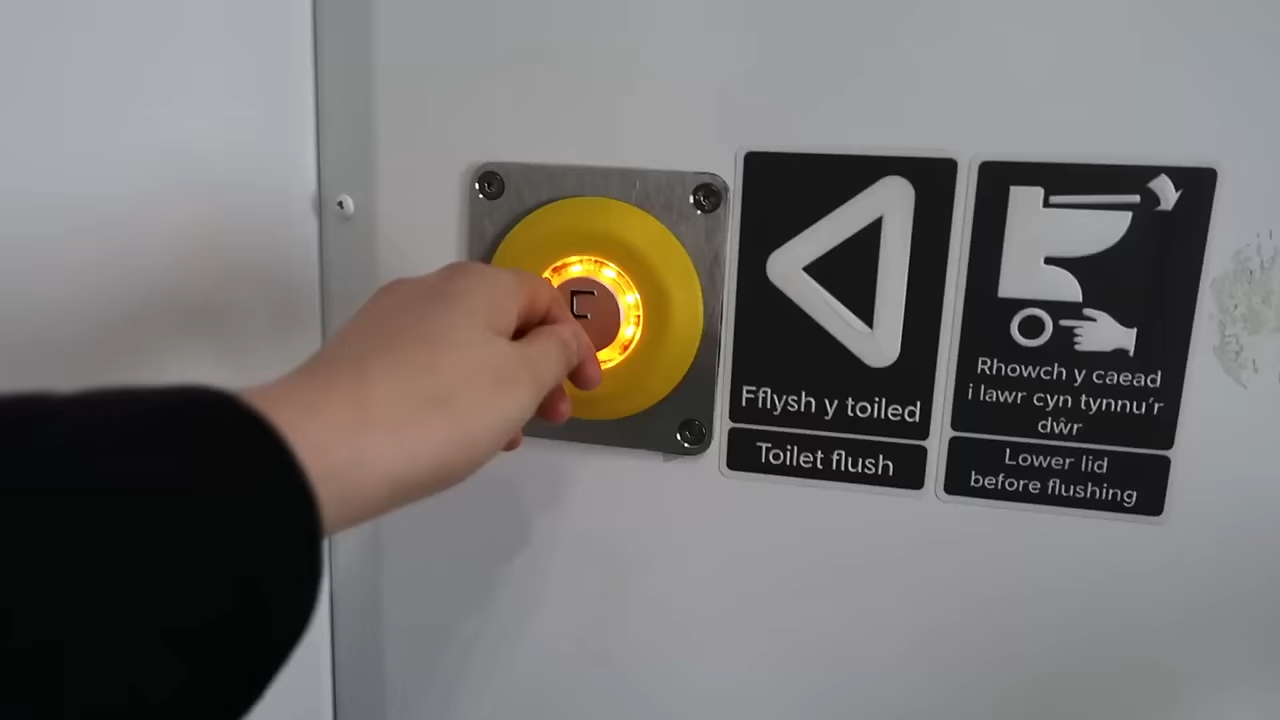 Fflysh y toiled
Toilet flush
Rhowch y caead
i lawr cyn tynnu'r
dŵr
Lower lid
before flushing